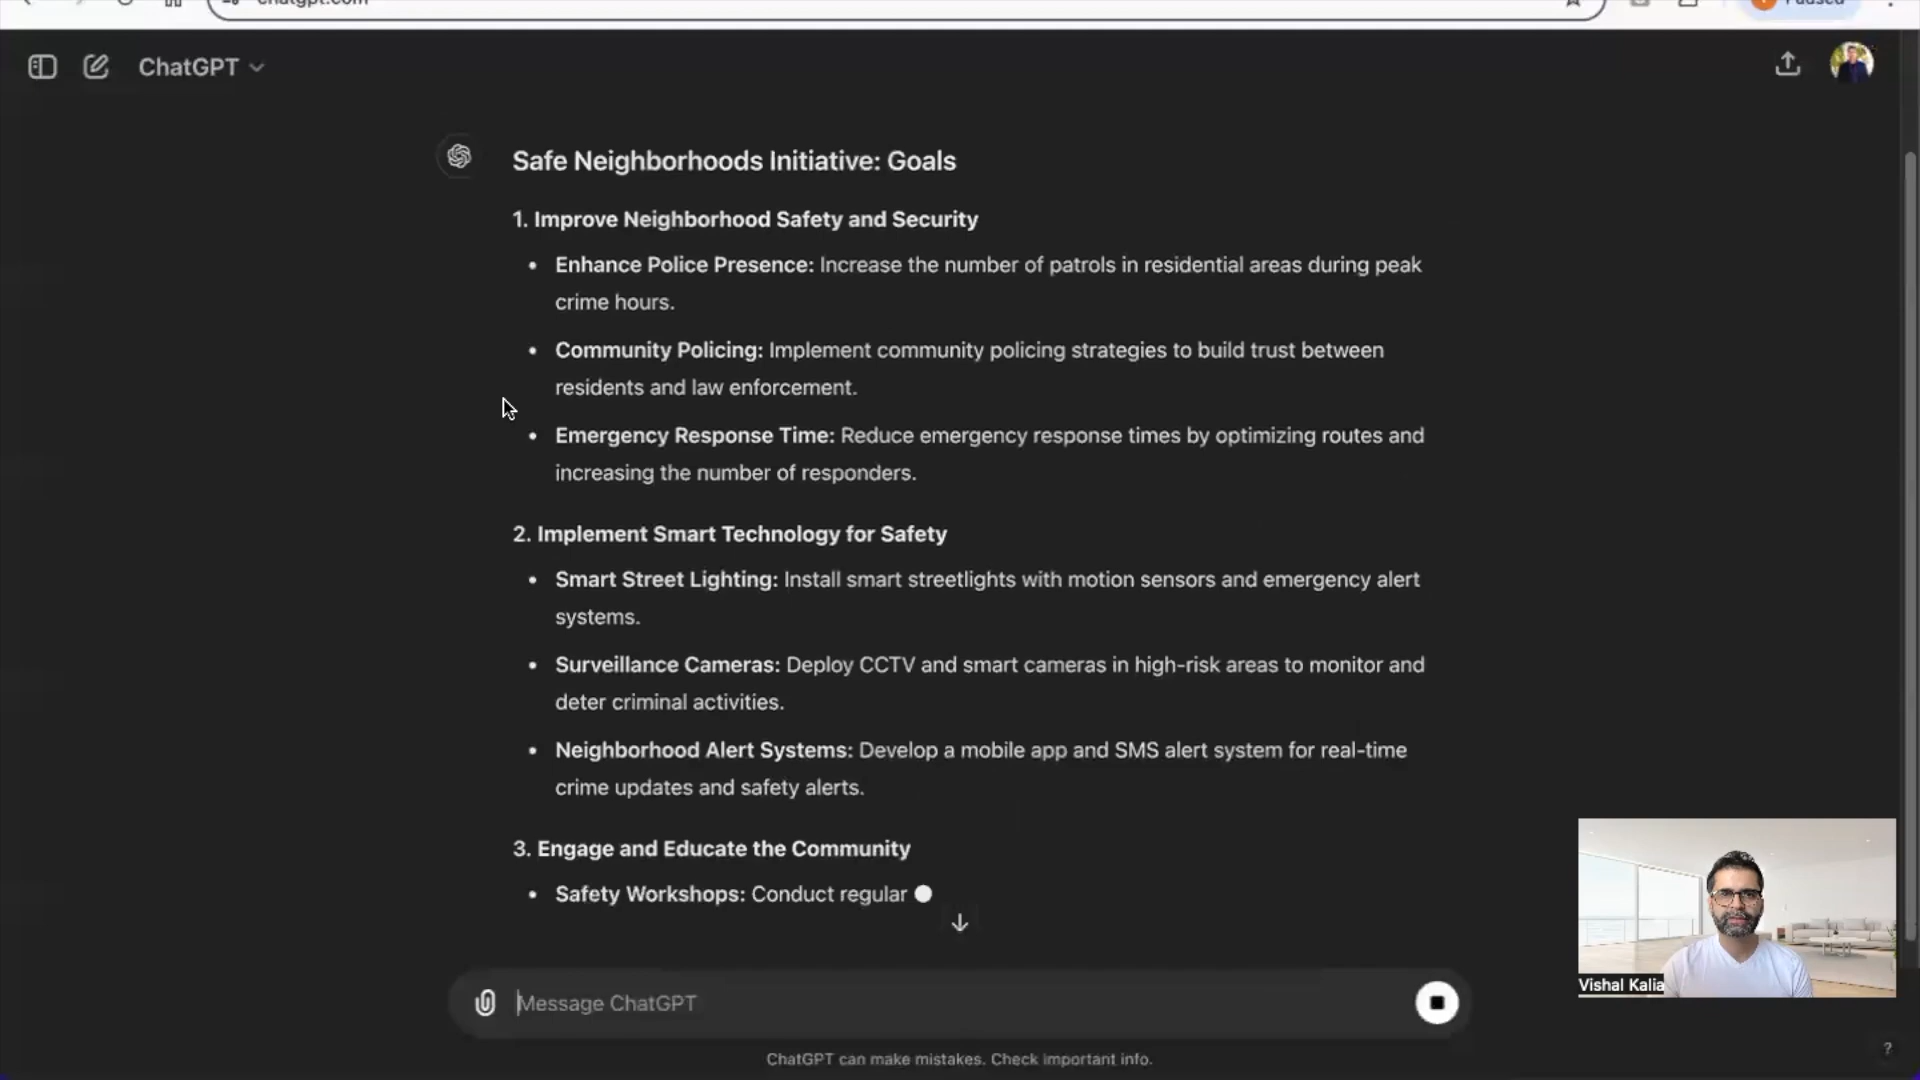 chatgpt.com
Paused
ChatGPT
Safe Neighborhoods Initiative: Goals
1. Improve Neighborhood Safety and Security
• Enhance Police Presence: Increase the number of patrols in residential areas during peak
crime hours.
• Community Policing: Implement community policing strategies to build trust between
residents and law enforcement.
• Emergency Response Time: Reduce emergency response times by optimizing routes and
increasing the number of responders.
2. Implement Smart Technology for Safety
• Smart Street Lighting: Install smart streetlights with motion sensors and emergency alert
systems.
• Surveillance Cameras: Deploy CCTV and smart cameras in high-risk areas to monitor and
deter criminal activities.
• Neighborhood Alert Systems: Develop a mobile app and SMS alert system for real-time
crime updates and safety alerts.
3. Engage and Educate the Community
• Safety Workshops: Conduct regular
Vishal Kalia
Message ChatGPT
ChatGPT can make mistakes. Check important info.
?